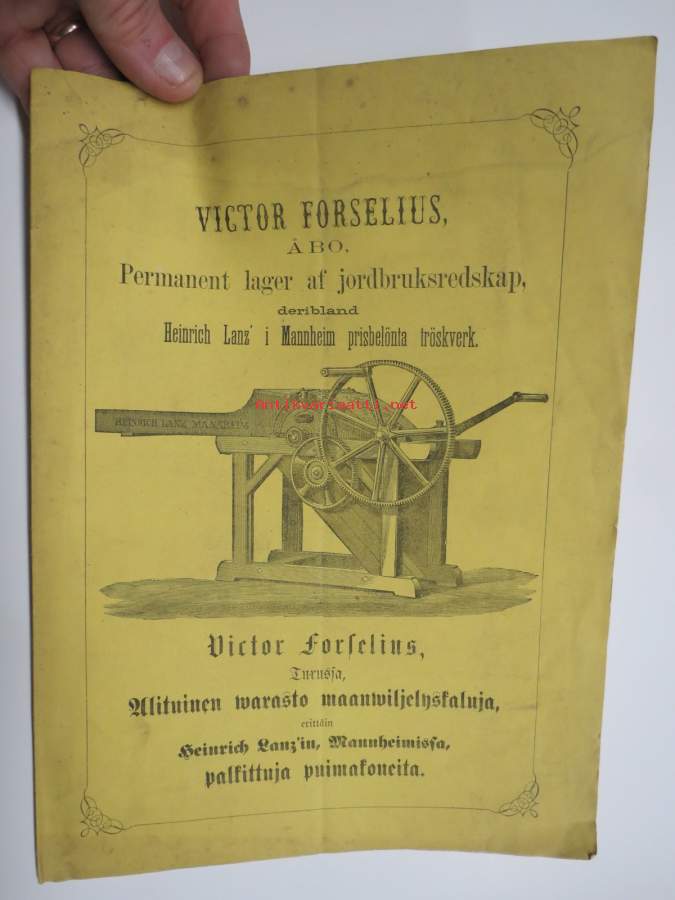 VICTOR FORSELIUS,
ÅBO.
Permanent lager af jordbruksredskap,
deribland
Heinrich Lanz' i Mannheim prisbelönta tröskverk.
Antikvariaatti.net
HEINRICH LANZ MANNHEIM
Victor Forselius,
Turussa,
Alituinen warasto maanwiljelyskaluja,
erittäin
Heinrich Lanz'in, Mannheimissa,
palkittuja puimakoneita.